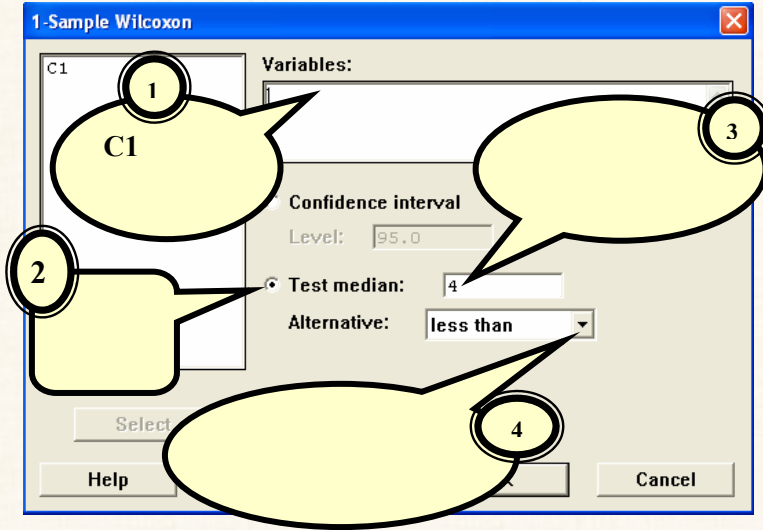 1-Sample Wilcoxon
C1
Variables:
1
C1
3
Confidence interval
Level: 95.0
2
Test median: 4
Alternative: less than
Select
4
Help
Cancel